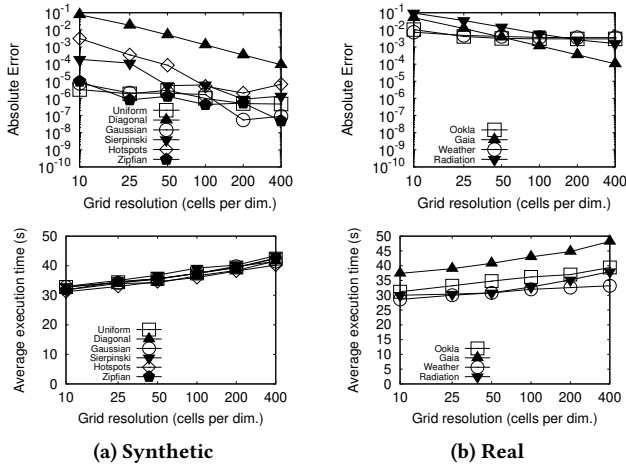 Absolute Error
10⁻¹
10⁻²
10⁻³
10⁻⁴
10⁻⁵
10⁻⁶
10⁻⁷
10⁻⁸
10⁻⁹
10⁻¹⁰
Uniform
Diagonal
Gaussian
Sierpinski
Hotspots
Zipfian
10 25 50 100 200 400
Grid resolution (cells per dim.)
Absolute Error
10⁻¹
10⁻²
10⁻³
10⁻⁴
10⁻⁵
10⁻⁶
10⁻⁷
10⁻⁸
10⁻⁹
10⁻¹⁰
Ookla
Gaia
Weather
Radiation
10 25 50 100 200 400
Grid resolution (cells per dim.)
Average execution time (s)
50
40
30
20
10
0
Uniform
Diagonal
Gaussian
Sierpinski
Hotspots
Zipfian
10 25 50 100 200 400
Grid resolution (cells per dim.)
Average execution time (s)
50
45
40
35
30
25
20
15
10
5
0
Ookla
Gaia
Weather
Radiation
10 25 50 100 200 400
Grid resolution (cells per dim.)
(a) Synthetic
(b) Real